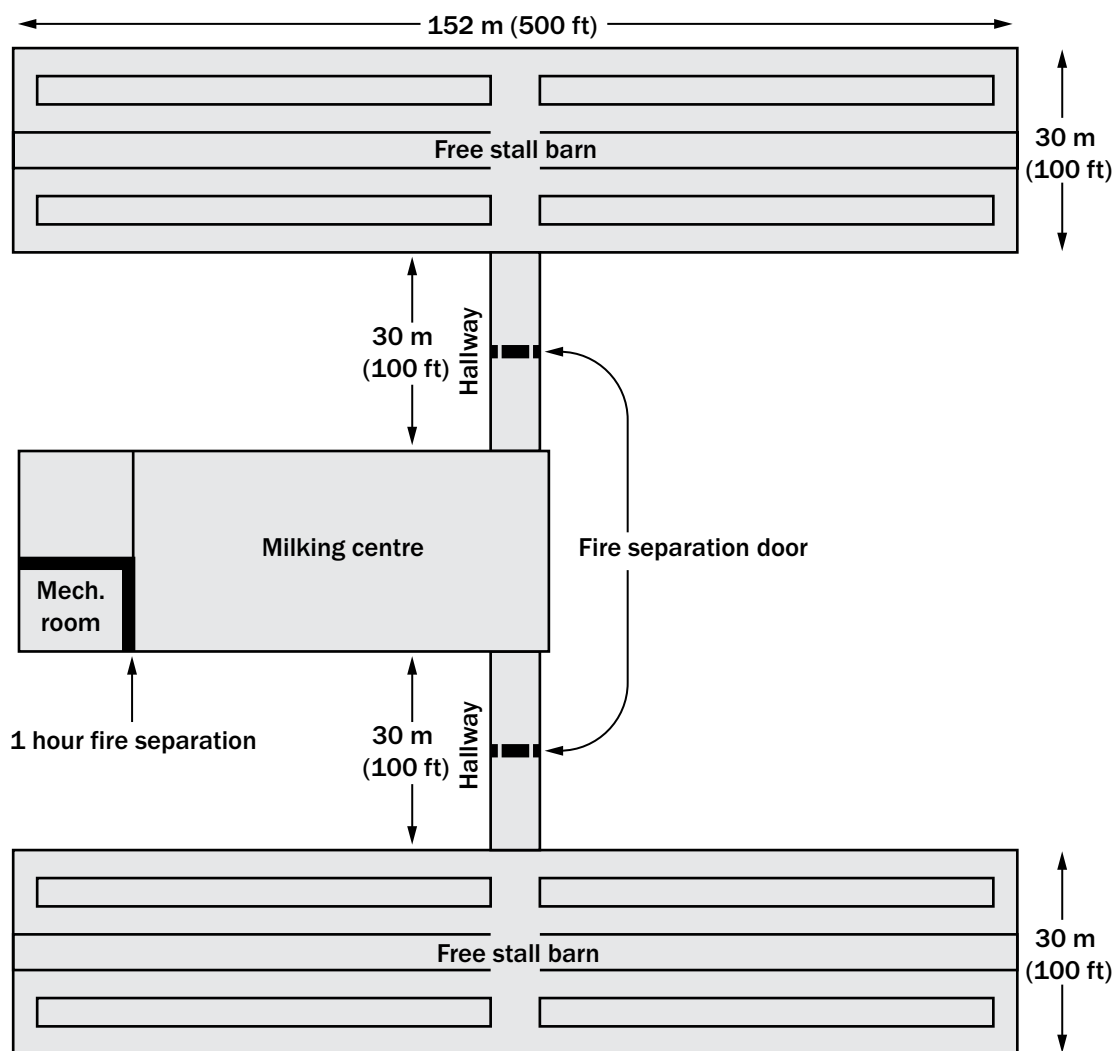 152 m (500 ft)
30 m
(100 ft)
Free stall barn
30 m
(100 ft)
Hallway
Milking centre
Fire separation door
Mech.
room
1 hour fire separation
30 m
(100 ft)
Hallway
Free stall barn
30 m
(100 ft)